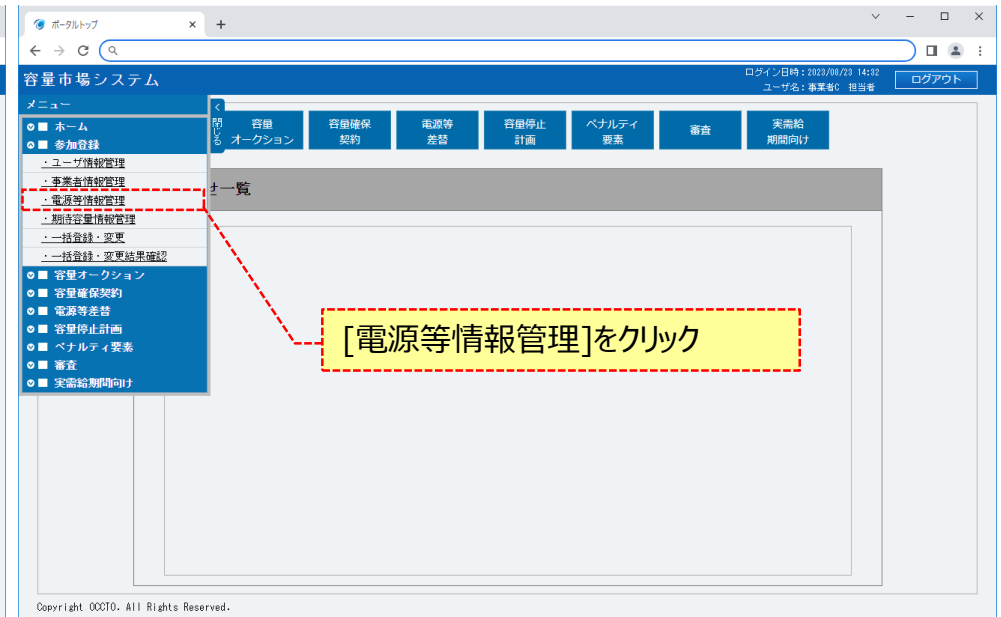 ポータルトップ
容量市場システム
ログイン日時：2023/08/23 14:32
ユーザ名：事業者C 担当者
ログアウト
メニュー
閉じる
ホーム
参加登録
・ユーザ情報管理
・事業者情報管理
・電源等情報管理
・期待容量情報管理
・一括登録・変更
・一括登録・変更結果確認
容量オークション
容量確保契約
電源等差替
容量停止計画
ペナルティ要素
審査
実需給期間向け
容量
オークション
容量確保
契約
電源等
差替
容量停止
計画
ペナルティ
要素
審査
実需給
期間向け
せ一覧
[電源等情報管理]をクリック
Copyright OCCTO. All Rights Reserved.